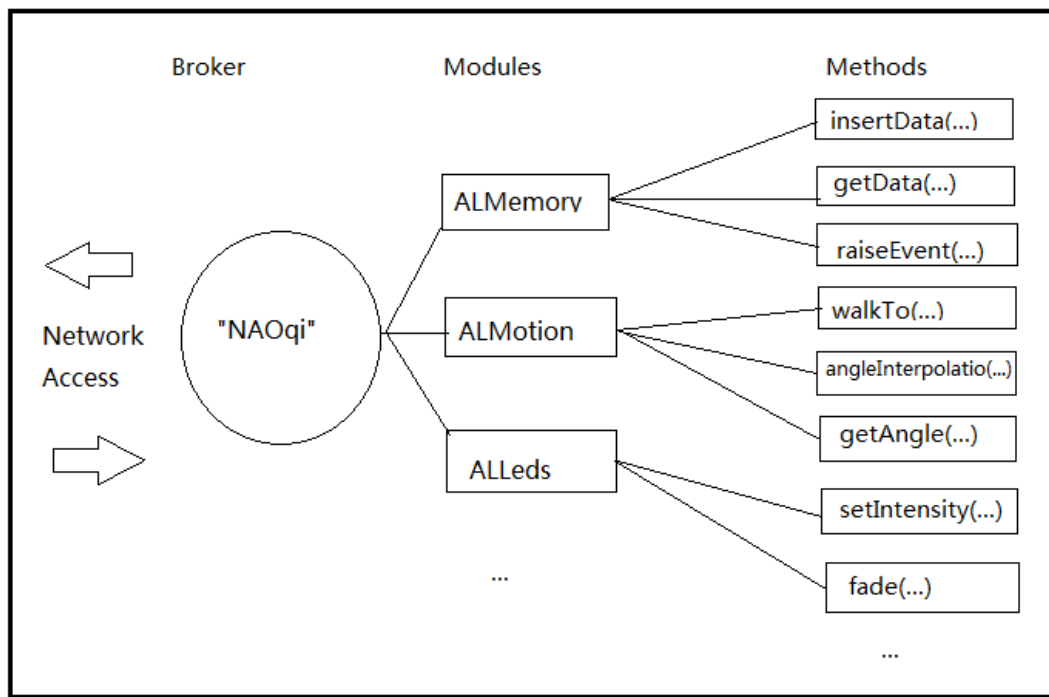 Broker
Modules
Methods
insertData(...)
getData(...)
raiseEvent(...)
ALMemory
"NAOqi"
Network
Access
ALMotion
walkTo(...)
angleInterpolatio(...)
getAngle(...)
ALLeds
setIntensity(...)
fade(...)
...
...